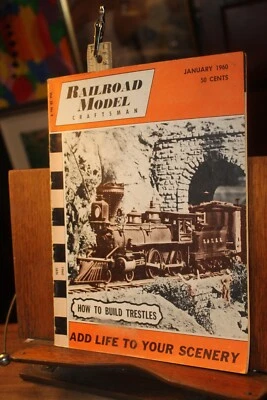 RAILROAD
MODEL
CRAFTSMAN
JANUARY 1960
50 CENTS
HOW TO BUILD TRESTLES
ADD LIFE TO YOUR SCENERY